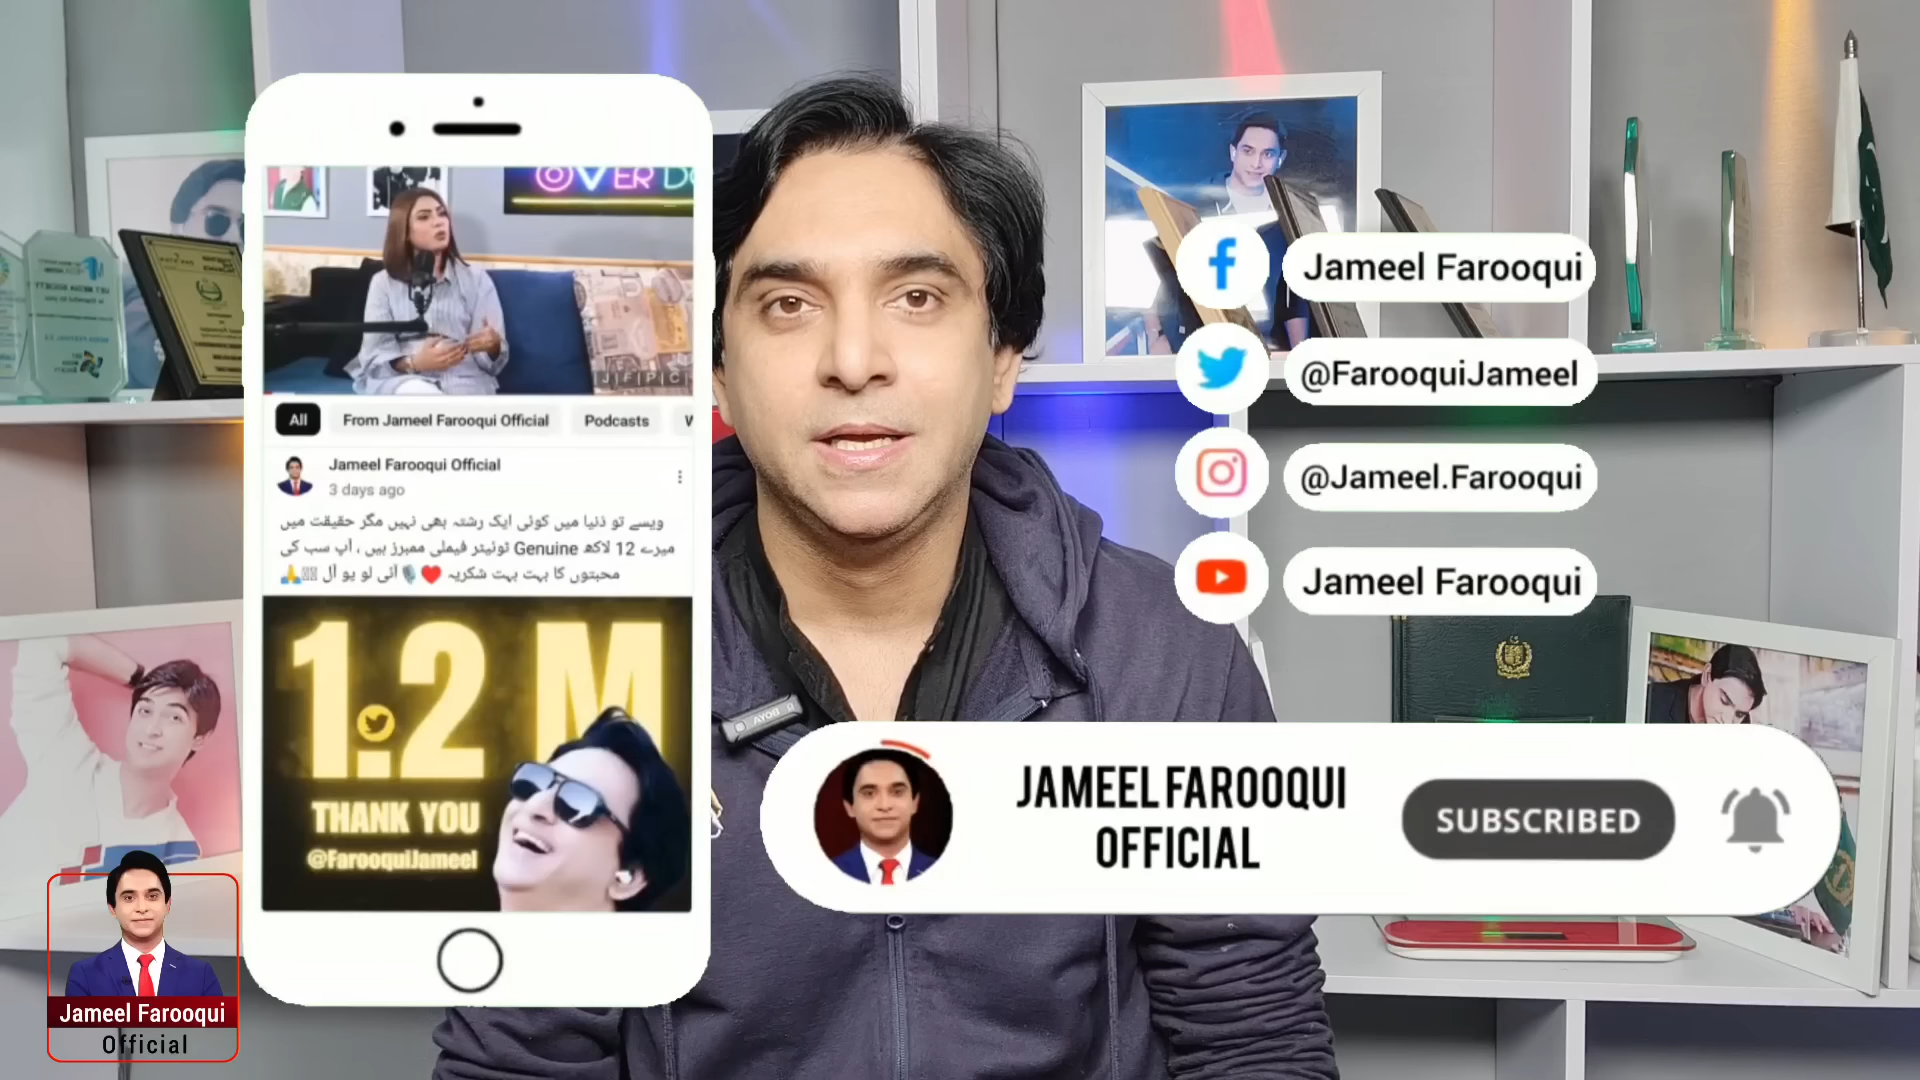 OVER DO
J|F|P|C
All
From Jameel Farooqui Official
Podcasts
Jameel Farooqui Official
3 days ago
ویسے تو دُنیا میں کوئی ایک رشتہ بھی نہیں مگر حقیقت میں
میرے 12 لاکھ Genuine ٹوئیٹر فیملی ممبرز ہیں ، آپ سب کی
محبتوں کا بہت بہت شکریہ ❤️ آئی لو یو آل 🙏
1.2 M
THANK YOU
@FarooquiJameel
Jameel Farooqui
@FarooquiJameel
@Jameel.Farooqui
Jameel Farooqui
BOYA
JAMEEL FAROOQUI
OFFICIAL
SUBSCRIBED
Jameel Farooqui
Official